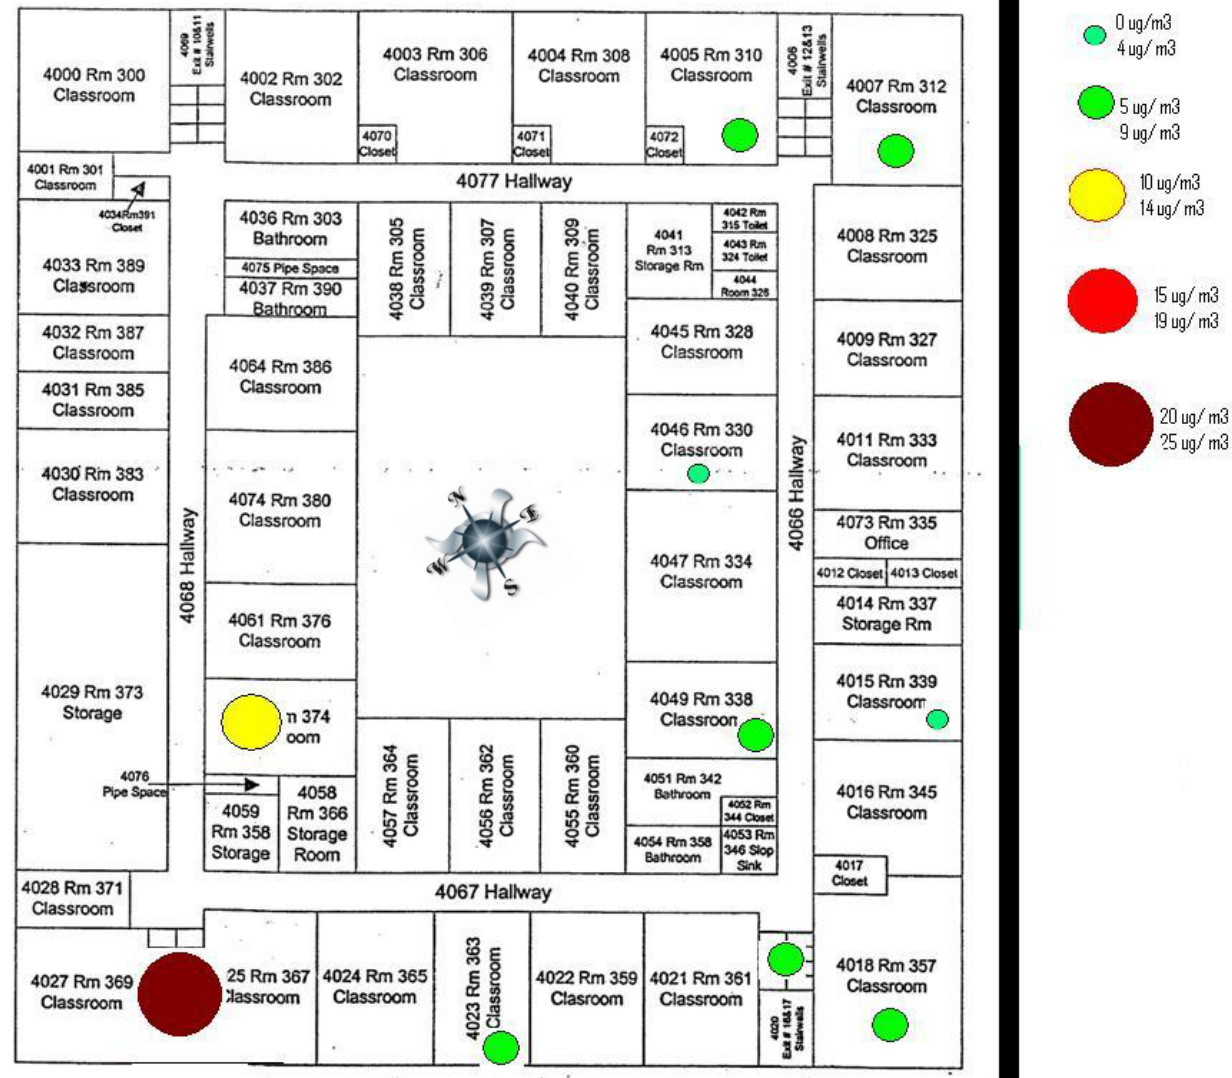 4000 Rm 300
Classroom
4069
Exit # 10&11
Stairwells
4002 Rm 302
Classroom
4003 Rm 306
Classroom
4004 Rm 308
Classroom
4005 Rm 310
Classroom
4006
Exit # 12&13
Stairwells
4007 Rm 312
Classroom
4070
Closet
4071
Closet
4072
Closet
4001 Rm 301
Classroom
4034Rm391
Closet
4077 Hallway
4033 Rm 389
Classroom
4036 Rm 303
Bathroom
4075 Pipe Space
4037 Rm 390
Bathroom
4038 Rm 305
Classroom
4039 Rm 307
Classroom
4040 Rm 309
Classroom
4041
Rm 313
Storage Rm
4042 Rm
315 Toilet
4043 Rm
324 Toilet
4044
Room 326
4008 Rm 325
Classroom
4032 Rm 387
Classroom
4031 Rm 385
Classroom
4064 Rm 386
Classroom
4045 Rm 328
Classroom
4009 Rm 327
Classroom
4030 Rm 383
Classroom
4074 Rm 380
Classroom
4046 Rm 330
Classroom
4066 Hallway
4011 Rm 333
Classroom
N
E
W
S
4073 Rm 335
Office
4012 Closet
4013 Closet
4068 Hallway
4047 Rm 334
Classroom
4014 Rm 337
Storage Rm
4061 Rm 376
Classroom
4029 Rm 373
Storage
374
oom
4049 Rm 338
Classroom
4015 Rm 339
Classroom
4076
Pipe Space
4059
Rm 358
Storage
4058
Rm 366
Storage
Room
4057 Rm 364
Classroom
4056 Rm 362
Classroom
4055 Rm 360
Classroom
4051 Rm 342
Bathroom
4052 Rm
344 Closet
4054 Rm 358
Bathroom
4053 Rm
346 Slop
Sink
4016 Rm 345
Classroom
4017
Closet
4028 Rm 371
Classroom
4067 Hallway
4027 Rm 369
Classroom
25 Rm 367
Classroom
4024 Rm 365
Classroom
4023 Rm 363
Classroom
4022 Rm 359
Clasroom
4021 Rm 361
Classroom
4020
Exit # 16&17
Stairwells
4018 Rm 357
Classroom
0 ug/m3
4 ug/ m3
5 ug/ m3
9 ug/ m3
10 ug/m3
14 ug/ m3
15 ug/ m3
19 ug/ m3
20 ug/ m3
25 ug/ m3